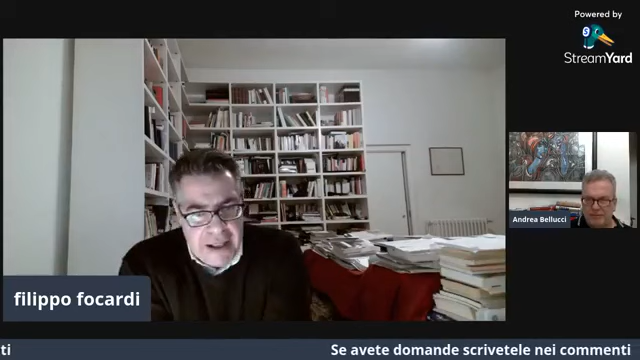 Powered by
StreamYard
Andrea Bellucci
filippo focardi
ti
Se avete domande scrivetele nei commenti